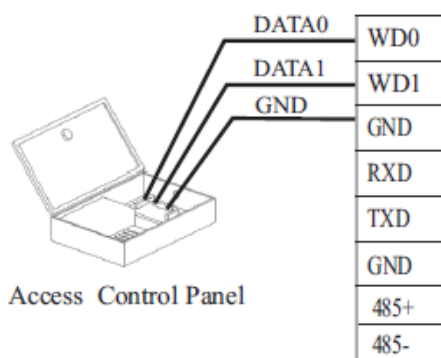 DATA0
WD0
DATA1
WD1
GND
GND
RXD
TXD
GND
Access Control Panel
485+
485-